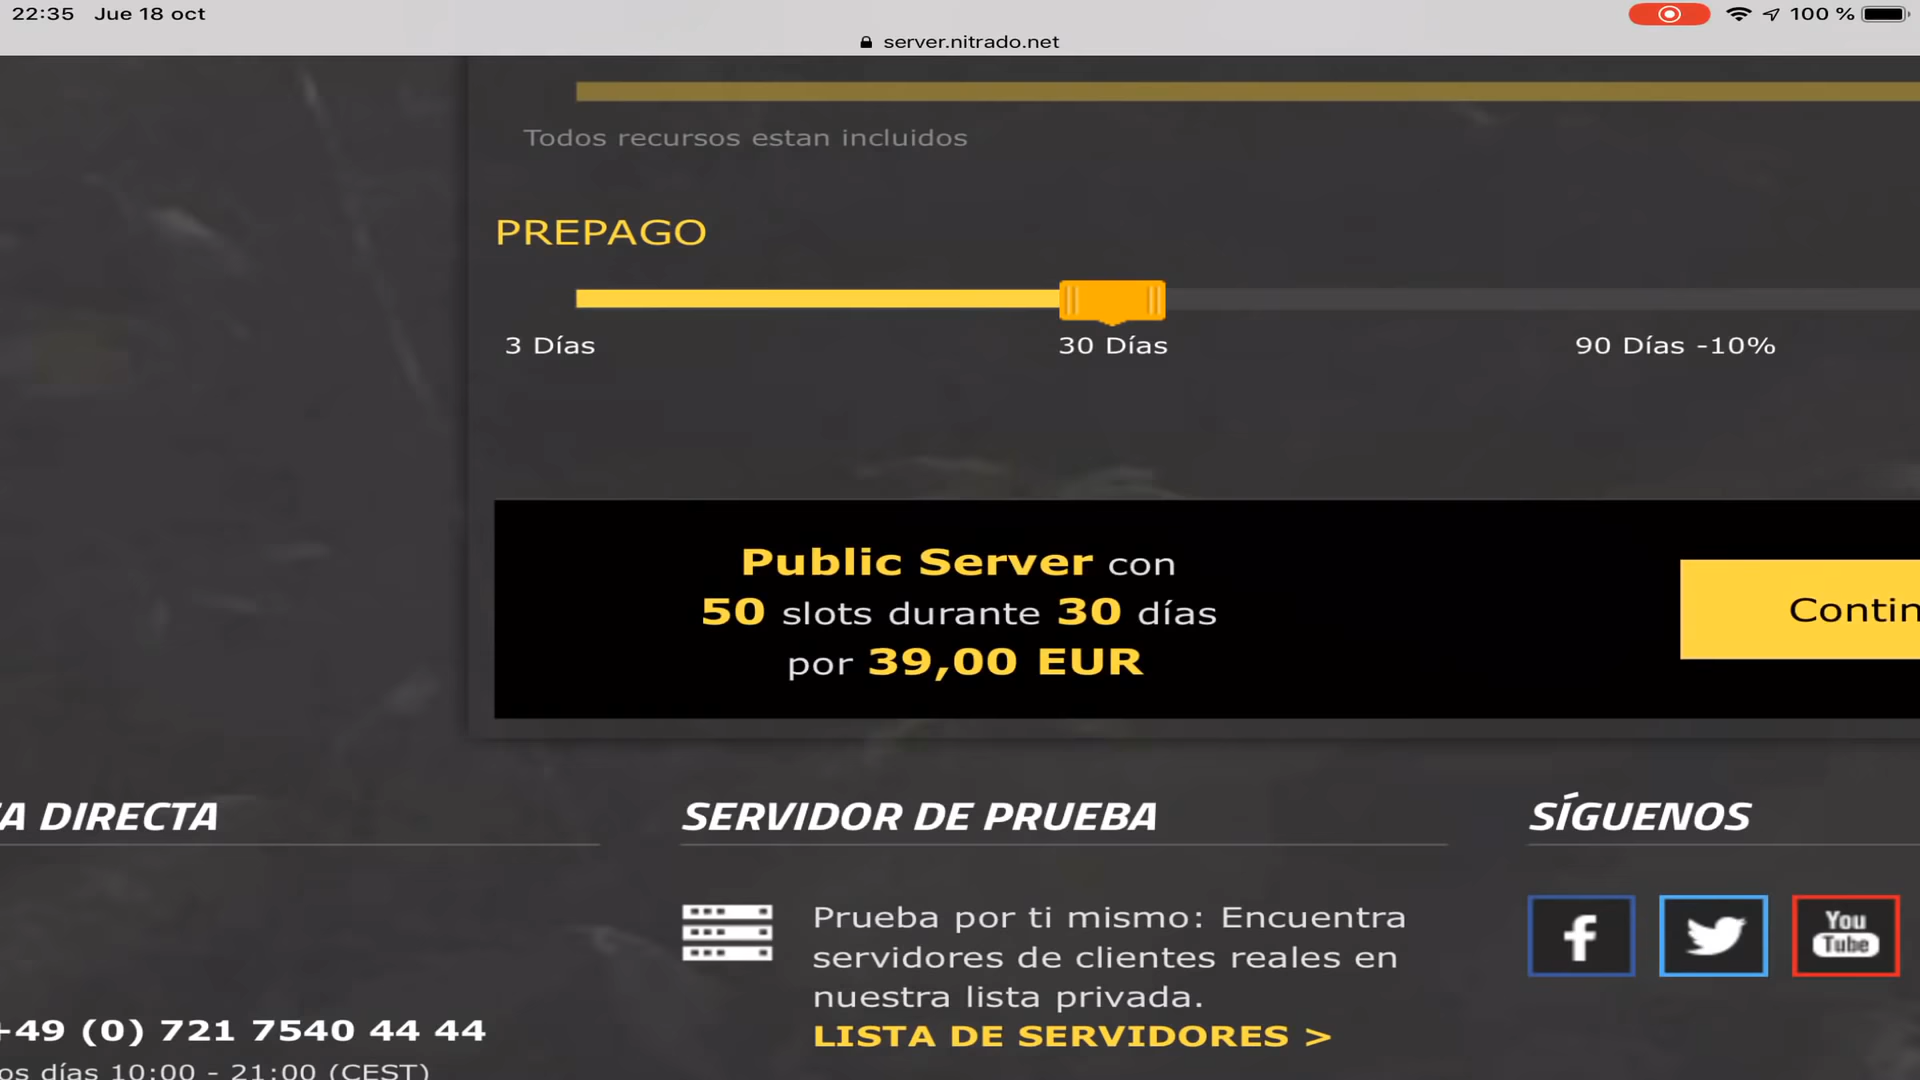 22:35 Jue 18 oct
100 %
server.nitrado.net
Todos recursos estan incluidos
PREPAGO
3 Días
30 Días
90 Días -10%
Public Server con
50 slots durante 30 días
por 39,00 EUR
Contin
A DIRECTA
SERVIDOR DE PRUEBA
SÍGUENOS
Prueba por ti mismo: Encuentra
servidores de clientes reales en
nuestra lista privada.
LISTA DE SERVIDORES >
You
Tube
+49 (0) 721 7540 44 44
os días 10:00 - 21:00 (CEST)